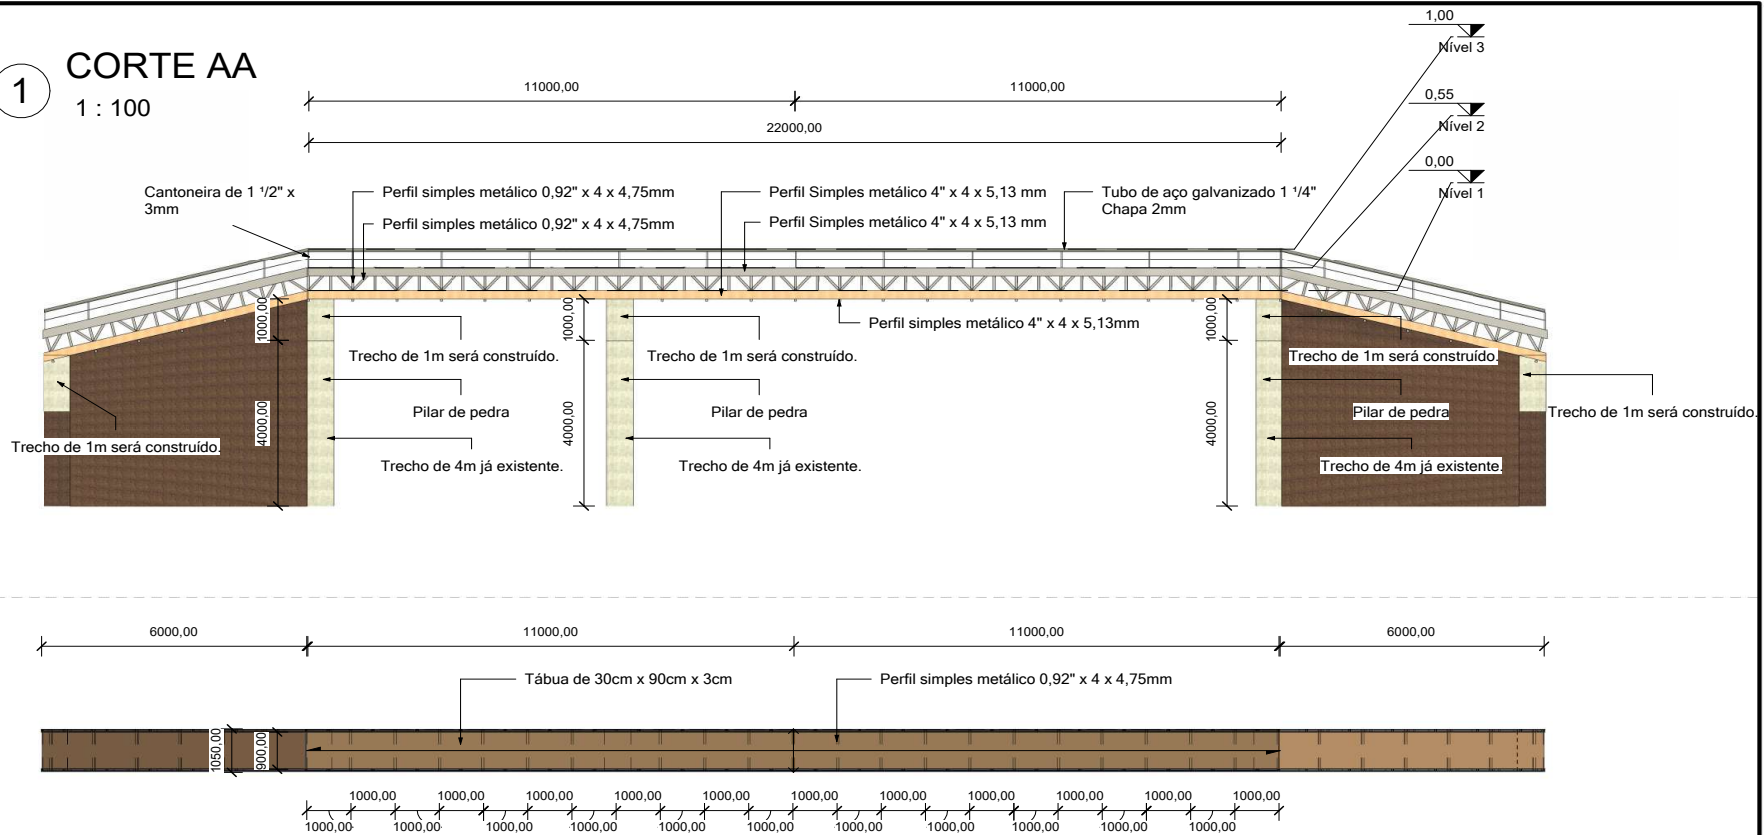 1
CORTE AA
1 : 100
11000,00
11000,00
22000,00
1,00
Nível 3
0,55
Nível 2
0,00
Nível 1
Cantoneira de 1 ¹/2" x
3mm
Perfil simples metálico 0,92" x 4 x 4,75mm
Perfil simples metálico 0,92" x 4 x 4,75mm
Perfil Simples metálico 4" x 4 x 5,13 mm
Perfil Simples metálico 4" x 4 x 5,13 mm
Tubo de aço galvanizado 1 ¹/4"
Chapa 2mm
1000,00
1000,00
1000,00
Perfil simples metálico 4" x 4 x 5,13mm
Trecho de 1m será construído.
Trecho de 1m será construído.
Trecho de 1m será construído.
4000,00
Pilar de pedra
4000,00
Pilar de pedra
4000,00
Pilar de pedra
Trecho de 1m será construído.
Trecho de 1m será construído.
Trecho de 4m já existente.
Trecho de 4m já existente.
Trecho de 4m já existente.
6000,00
11000,00
11000,00
6000,00
Tábua de 30cm x 90cm x 3cm
Perfil simples metálico 0,92" x 4 x 4,75mm
1050,00
900,00
1000,00 1000,00 1000,00 1000,00 1000,00 1000,00 1000,00 1000,00 1000,00 1000,00 1000,00
1000,00 1000,00 1000,00 1000,00 1000,00 1000,00 1000,00 1000,00 1000,00 1000,00 1000,00